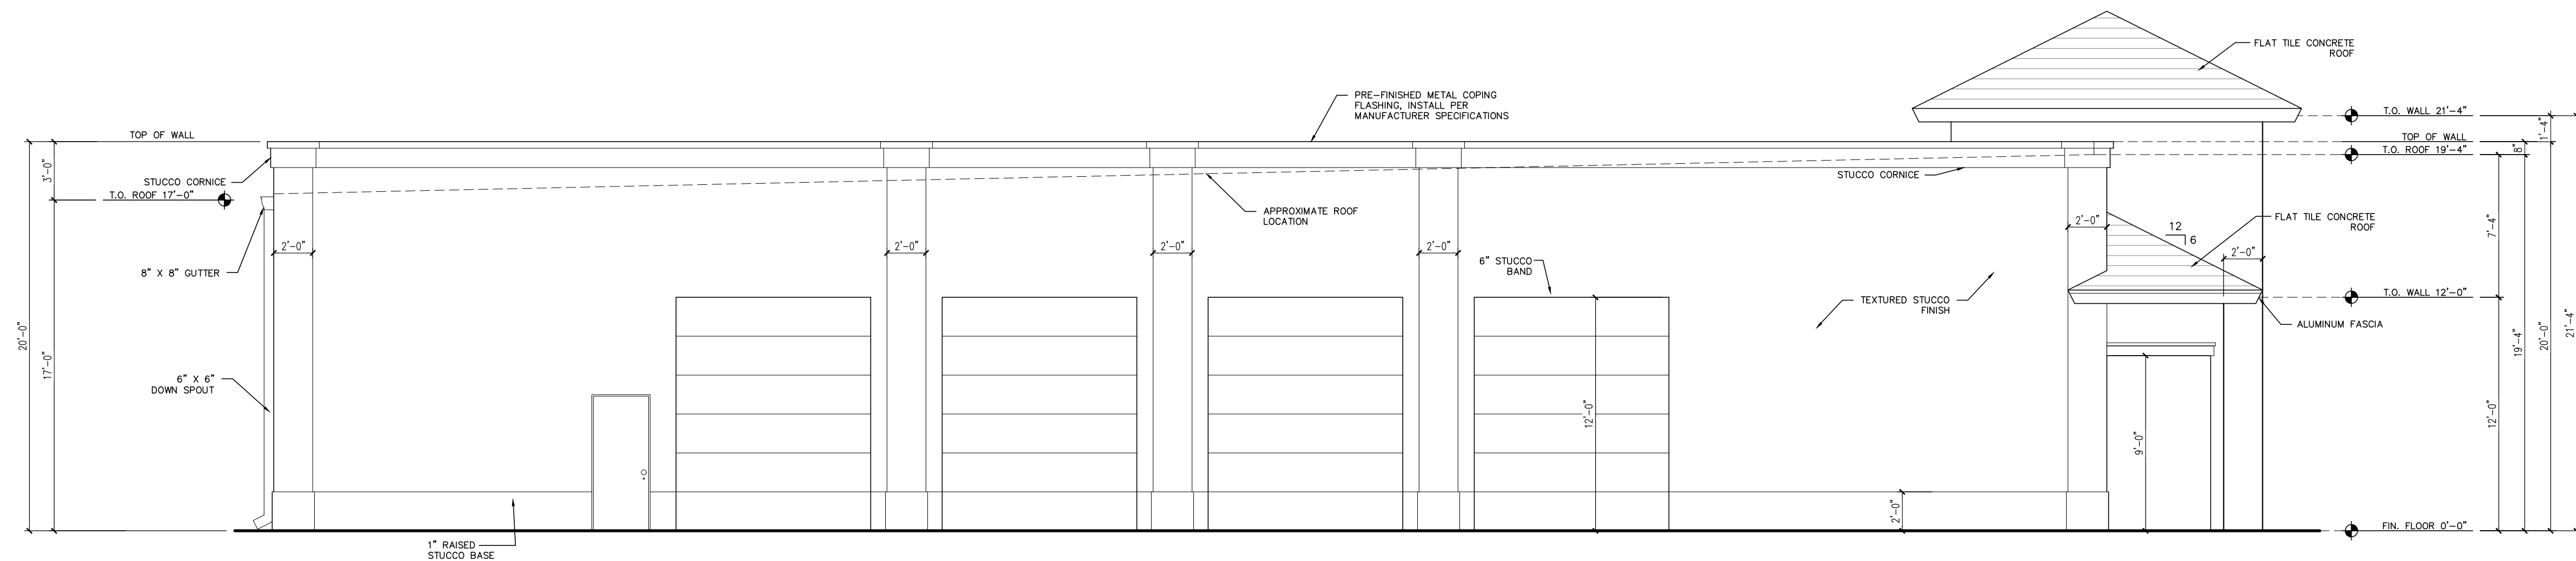 FLAT TILE CONCRETE
ROOF
PRE-FINISHED METAL COPING
FLASHING, INSTALL PER
MANUFACTURER SPECIFICATIONS
T.O. WALL 21'-4"
1'-4"
TOP OF WALL
TOP OF WALL
8"
T.O. ROOF 19'-4"
3'-0"
STUCCO CORNICE
STUCCO CORNICE
T.O. ROOF 17'-0"
APPROXIMATE ROOF
LOCATION
FLAT TILE CONCRETE
ROOF
12
6
2'-0"
2'-0"
2'-0"
2'-0"
2'-0"
2'-0"
7'-4"
8" X 8" GUTTER
6" STUCCO
BAND
TEXTURED STUCCO
FINISH
T.O. WALL 12'-0"
ALUMINUM FASCIA
20'-0"
17'-0"
19'-4"
20'-0"
21'-4"
6" X 6"
DOWN SPOUT
12'-0"
9'-0"
12'-0"
2'-0"
FIN. FLOOR 0'-0"
1" RAISED
STUCCO BASE